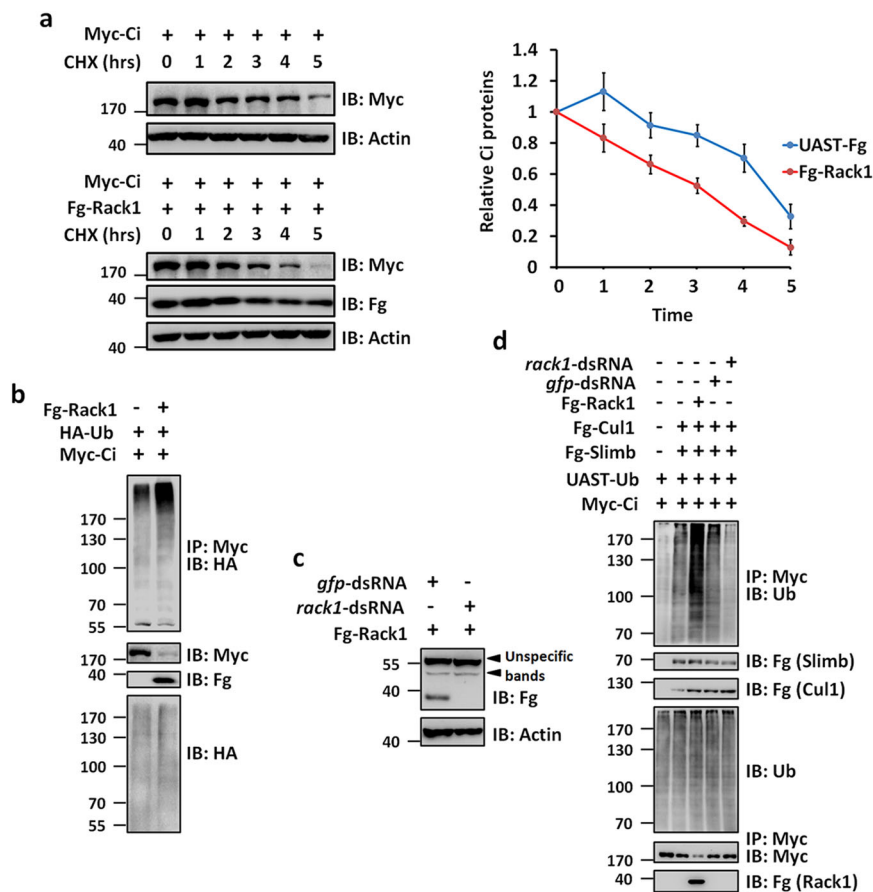 a
Myc-Ci + + + + + +
CHX (hrs) 0 1 2 3 4 5
170
IB: Myc
40
IB: Actin
Myc-Ci + + + + + +
Fg-Rack1 + + + + + +
CHX (hrs) 0 1 2 3 4 5
170
IB: Myc
40
IB: Fg
40
IB: Actin
Relative Ci proteins
1.4
1.2
1
0.8
0.6
0.4
0.2
0
0 1 2 3 4 5
Time
UAST-Fg
Fg-Rack1
b
Fg-Rack1 - +
HA-Ub + +
Myc-Ci + +
170
130
100
70
55
IP: Myc
IB: HA
170
IB: Myc
40
IB: Fg
170
130
100
70
55
IB: HA
c
gfp-dsRNA + -
rack1-dsRNA - +
Fg-Rack1 + +
55
40
Unspecific
bands
IB: Fg
40
IB: Actin
d
rack1-dsRNA - - - - +
gfp-dsRNA - - - + -
Fg-Rack1 - - + - -
Fg-Cul1 - + + + +
Fg-Slimb - + + + +
UAST-Ub + + + + +
Myc-Ci + + + + +
170
130
100
70
IP: Myc
IB: Ub
70
IB: Fg (Slimb)
130
IB: Fg (Cul1)
170
130
100
70
IB: Ub
IP: Myc
170
IB: Myc
40
IB: Fg (Rack1)